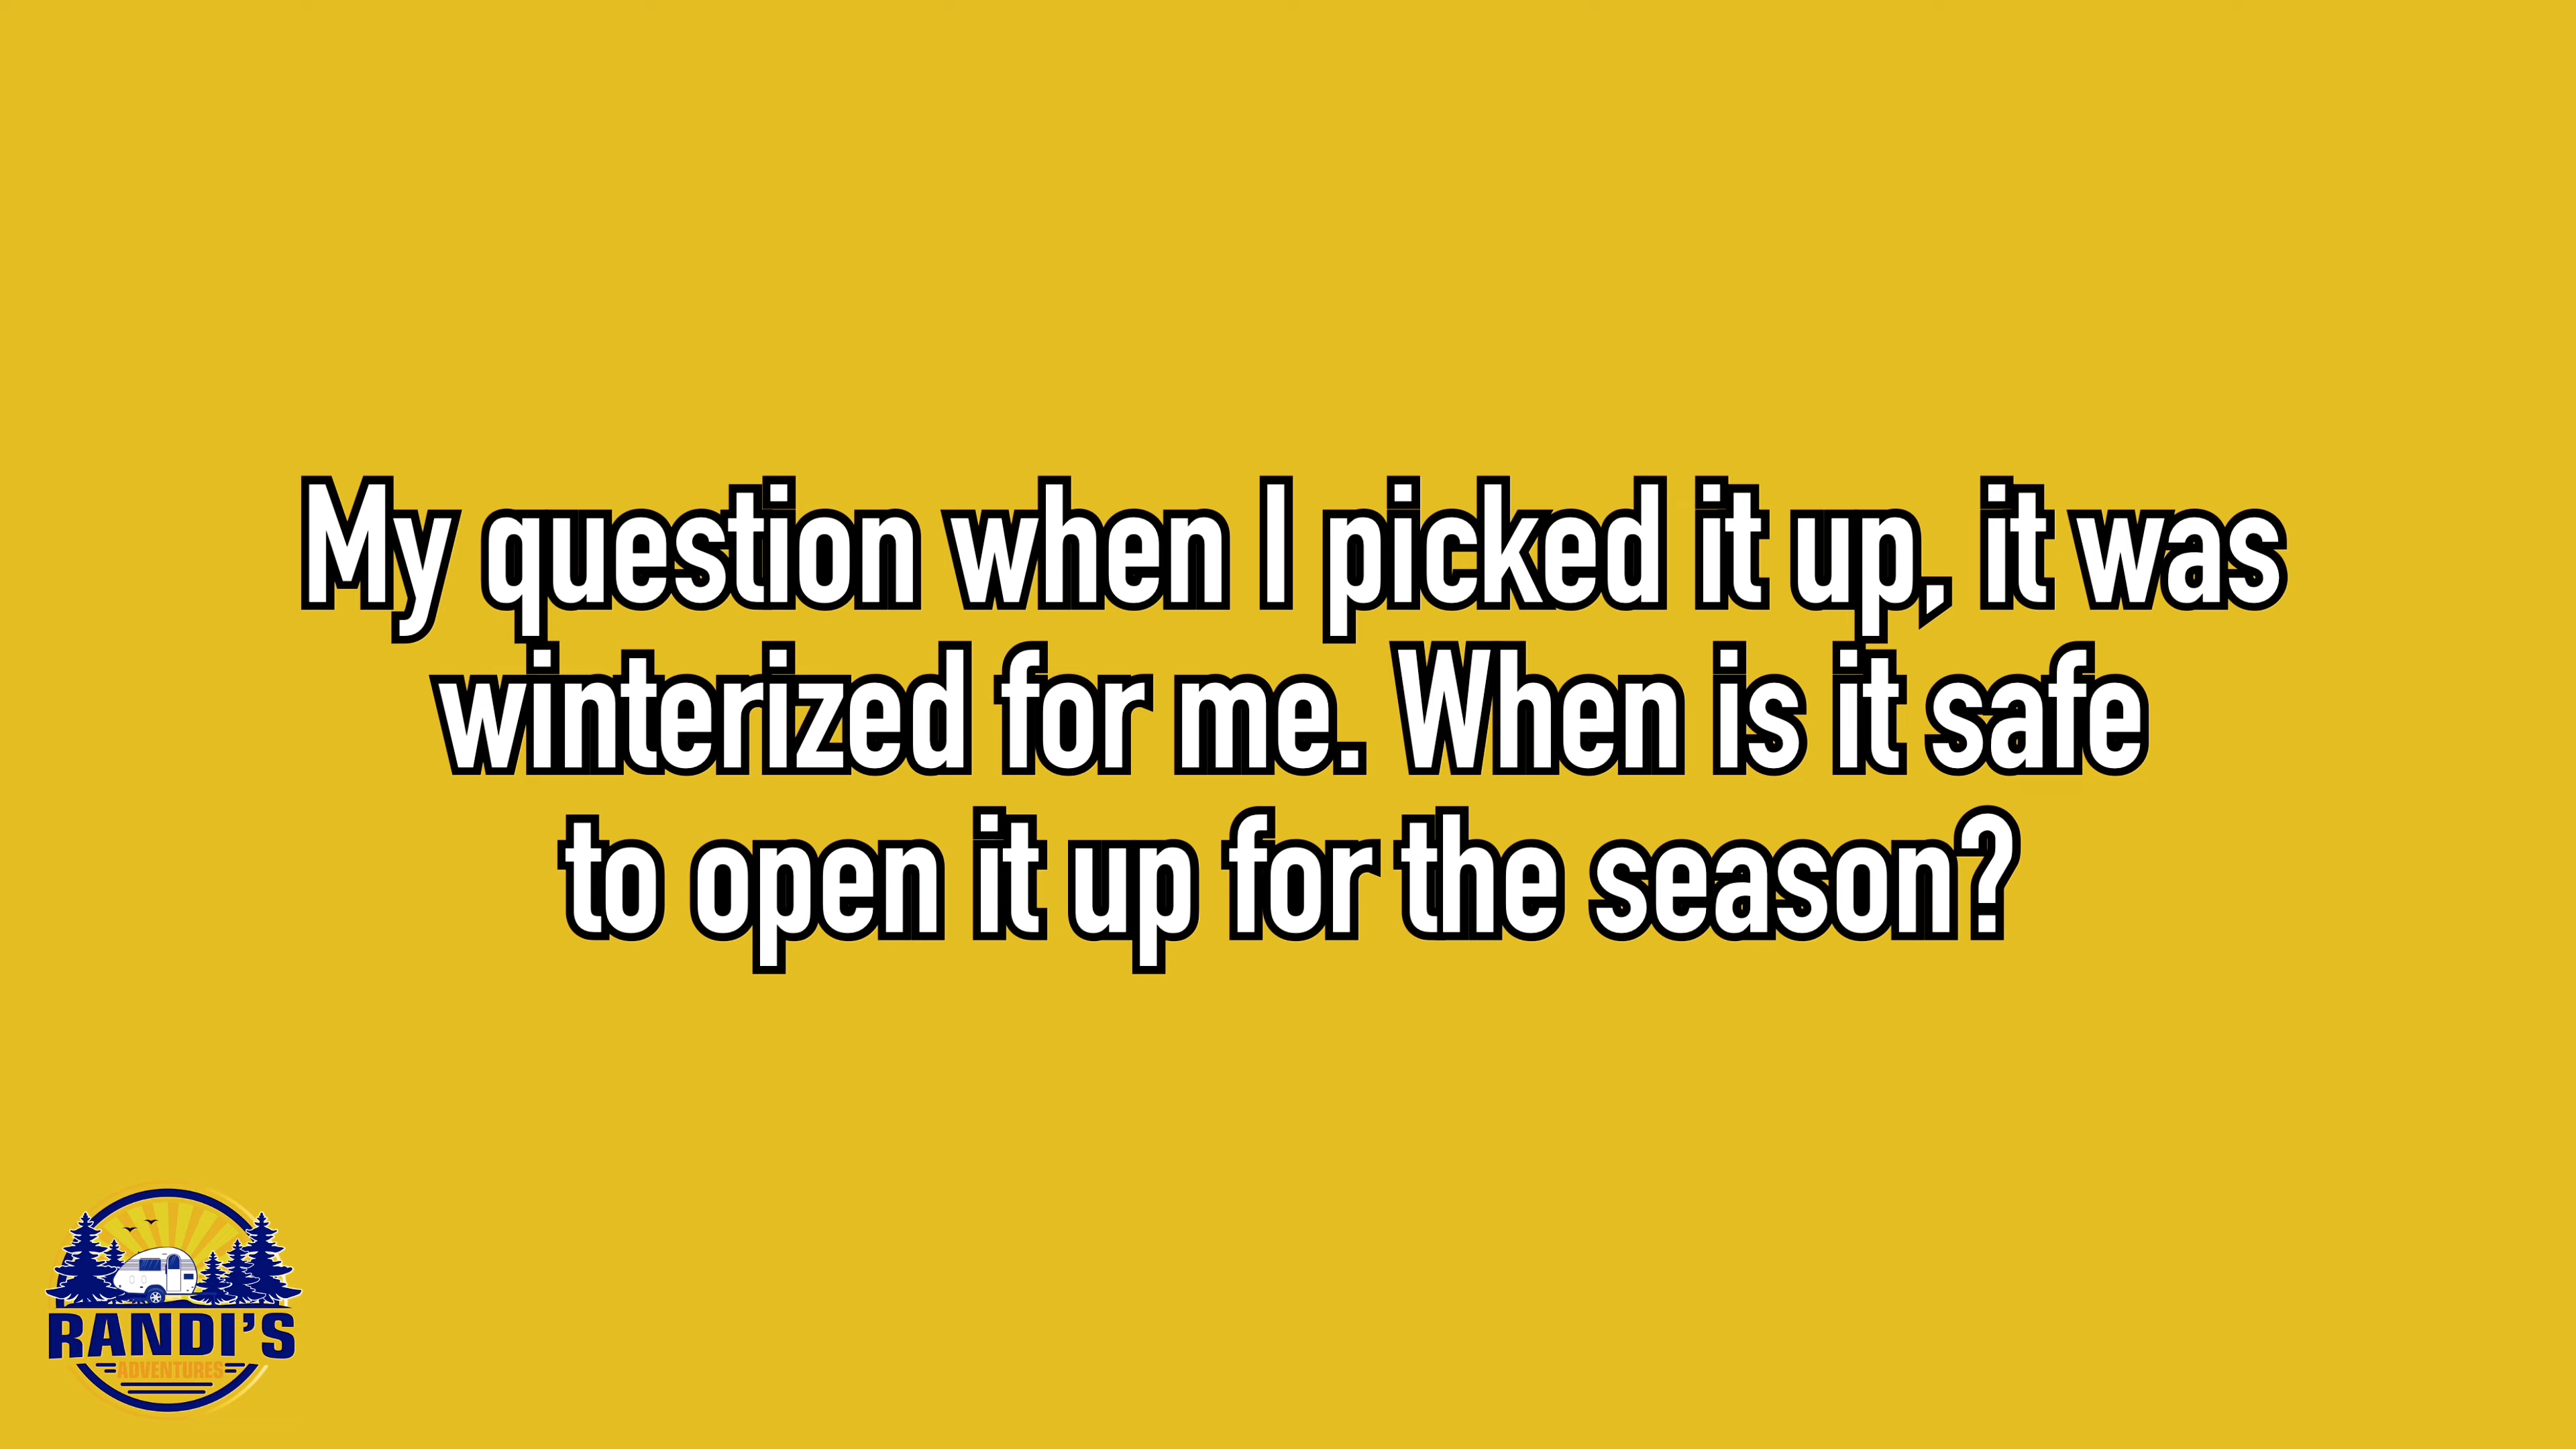 My question when I picked it up, it was
winterized for me. When is it safe
to open it up for the season?
RANDI'S
ADVENTURES